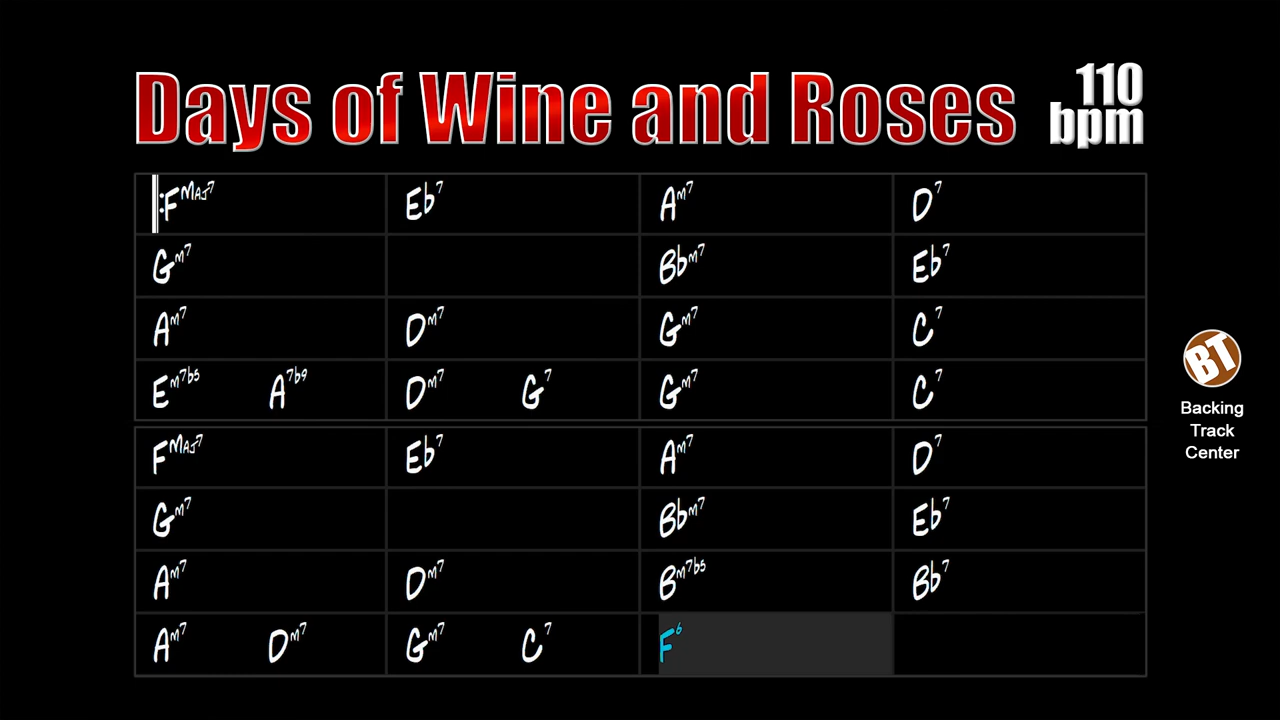 Days of Wine and Roses
110
bpm
FMAJ7 Eb7 Am7 D7
Gm7 Bbm7 Eb7
Am7 Dm7 Gm7 C7
Em7b5 A7b9 Dm7 G7 Gm7 C7
FMAJ7 Eb7 Am7 D7
Gm7 Bbm7 Eb7
Am7 Dm7 Bm7b5 Bb7
Am7 Dm7 Gm7 C7 F6
BT
Backing
Track
Center